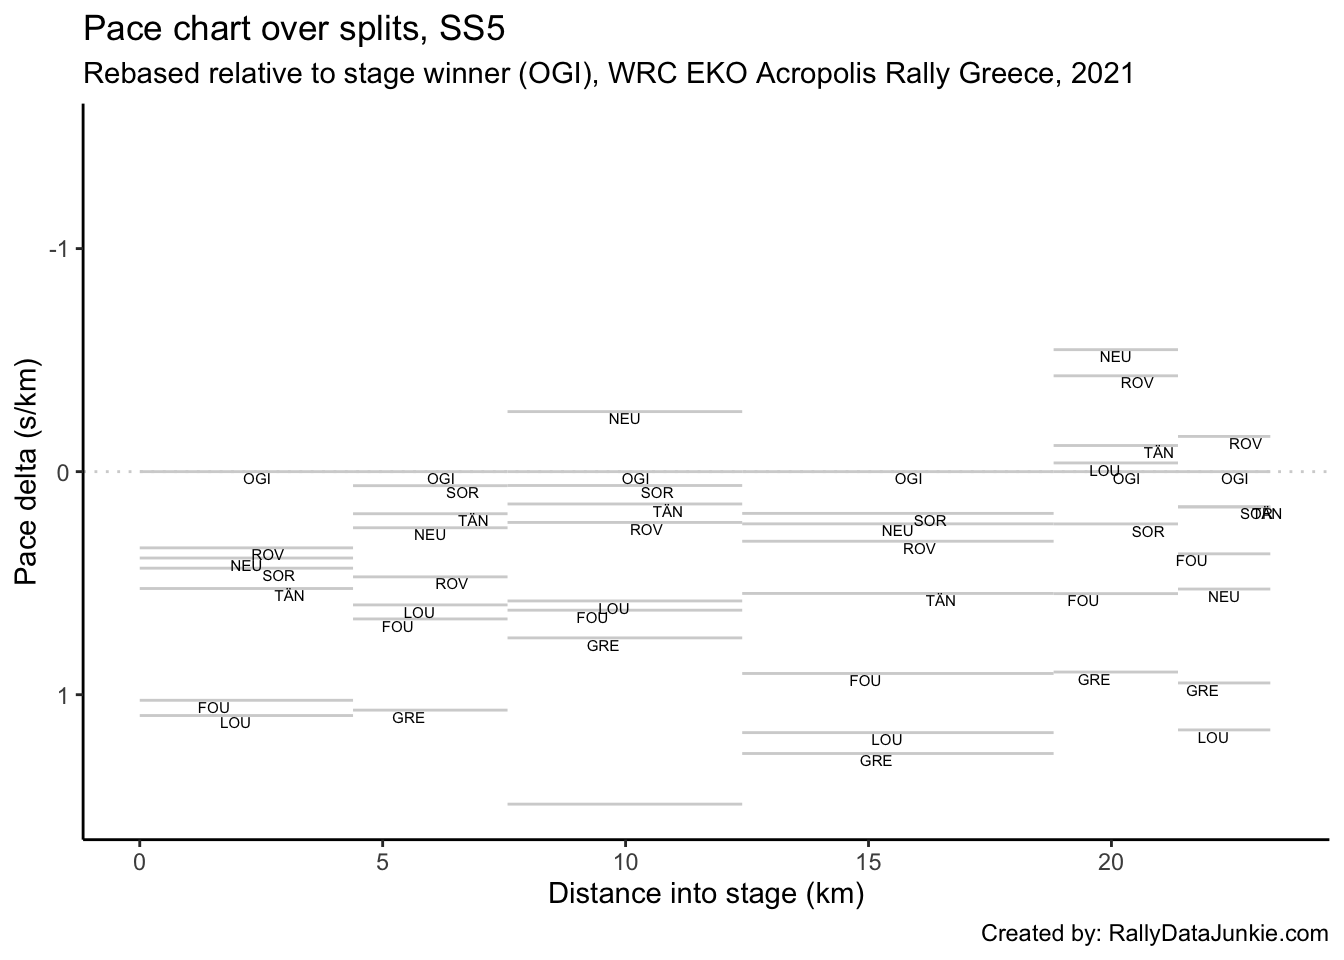 Pace chart over splits, SS5
Rebased relative to stage winner (OGI), WRC EKO Acropolis Rally Greece, 2021
Pace delta (s/km)
-1
0
1
NEU
ROV
NEU
TÄN
ROV
LOU
OGI
OGI
OGI
OGI
OGI
OGI
SOR
SOR
TÄN
TÄN
SOR
SOR
TÄN
NEU
ROV
NEU
SOR
ROV
ROV
FOU
NEU
SOR
TÄN
ROV
LOU
FOU
LOU
FOU
TÄN
FOU
NEU
GRE
FOU
GRE
GRE
FOU
LOU
GRE
LOU
LOU
GRE
0
5
10
15
20
Distance into stage (km)
Created by: RallyDataJunkie.com